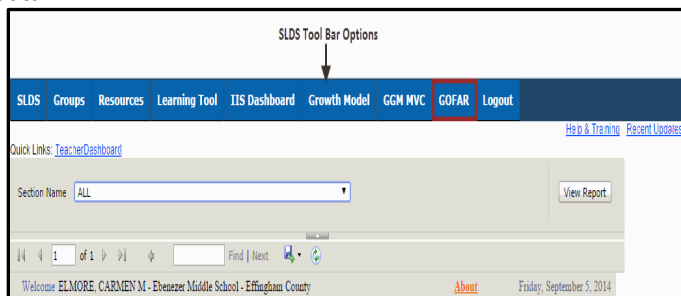 SLDS Tool Bar Options
SLDS Groups Resources Learning Tool IIS Dashboard Growth Model GGM MVC GOFAR Logout
Help & Training Recent Updates
Quick Links: TeacherDashboard
Section Name ALL View Report
1 of 1 Find | Next
Welcome ELMORE, CARMEN M - Ebenezer Middle School - Effingham County About Friday, September 5, 2014